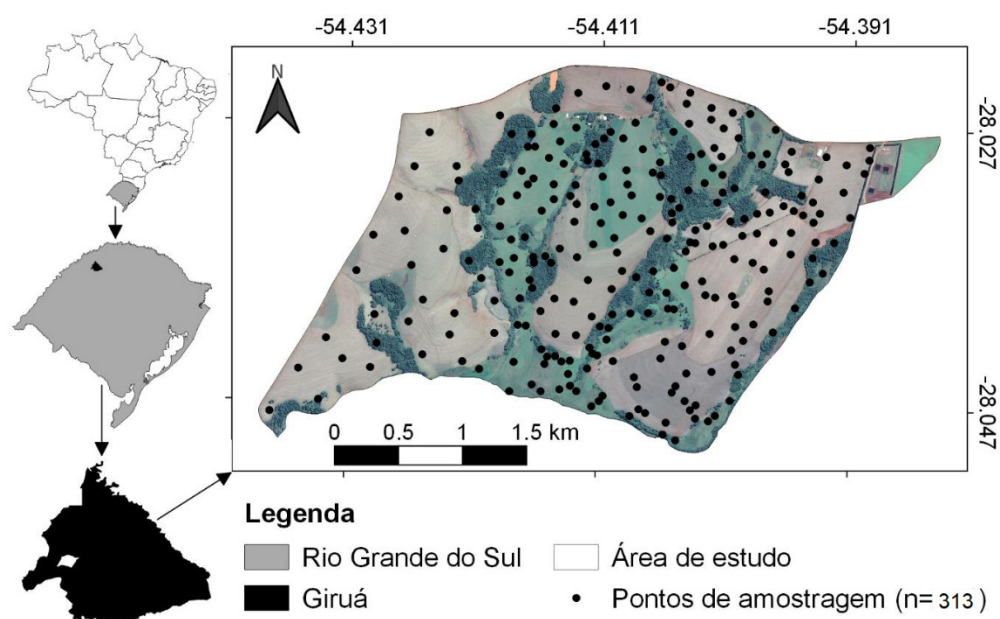 -54.431 -54.411 -54.391
N
-28.027
-28.047
0 0.5 1 1.5 km
Legenda
Rio Grande do Sul
Área de estudo
Giruá
Pontos de amostragem (n= 313)